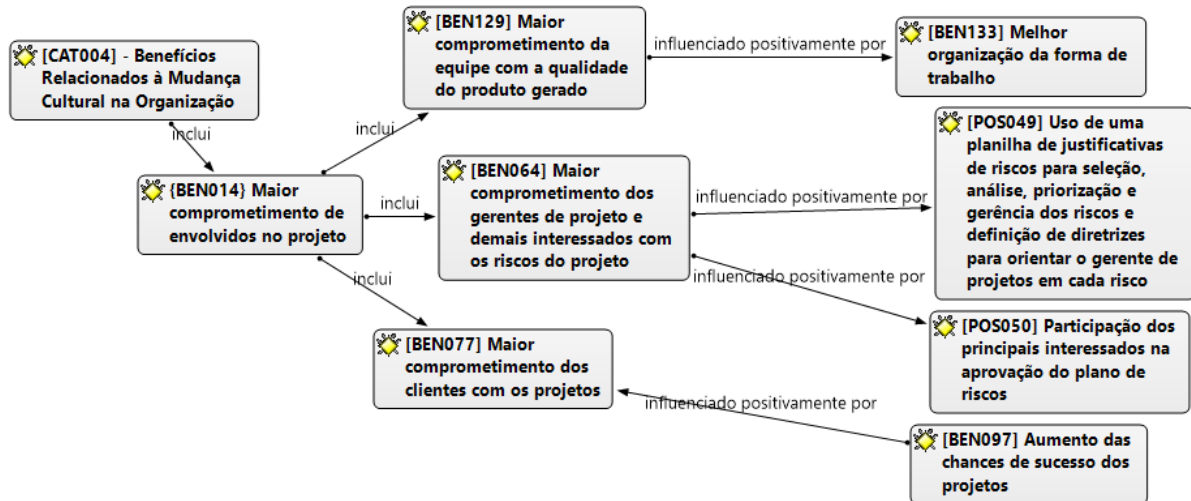 [CAT004] - Benefícios
Relacionados à Mudança
Cultural na Organização
inclui
{BEN014} Maior
comprometimento de
envolvidos no projeto
inclui
[BEN129] Maior
comprometimento da
equipe com a qualidade
do produto gerado
influenciado positivamente por
[BEN133] Melhor
organização da forma de
trabalho
inclui
[BEN064] Maior
comprometimento dos
gerentes de projeto e
demais interessados com
os riscos do projeto
influenciado positivamente por
[POS049] Uso de uma
planilha de justificativas
de riscos para seleção,
análise, priorização e
gerência dos riscos e
definição de diretrizes
para orientar o gerente de
projetos em cada risco
influenciado positivamente por
[POS050] Participação dos
principais interessados na
aprovação do plano de
riscos
inclui
[BEN077] Maior
comprometimento dos
clientes com os projetos
influenciado positivamente por
[BEN097] Aumento das
chances de sucesso dos
projetos